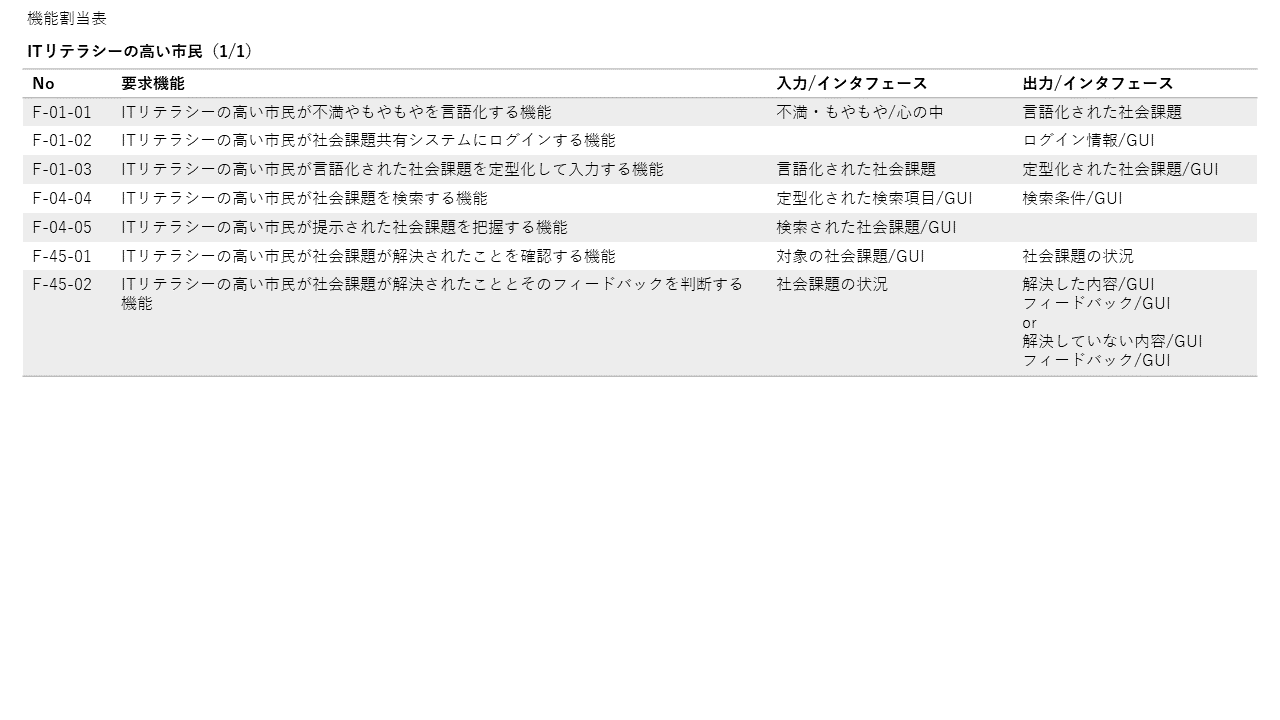 機能割当表
ITリテラシーの高い市民（1/1）
No 要求機能 入力/インタフェース 出力/インタフェース
F-01-01 ITリテラシーの高い市民が不満やもやもやを言語化する機能 不満・もやもや/心の中 言語化された社会課題
F-01-02 ITリテラシーの高い市民が社会課題共有システムにログインする機能 ログイン情報/GUI
F-01-03 ITリテラシーの高い市民が言語化された社会課題を定型化して入力する機能 言語化された社会課題 定型化された社会課題/GUI
F-04-04 ITリテラシーの高い市民が社会課題を検索する機能 定型化された検索項目/GUI 検索条件/GUI
F-04-05 ITリテラシーの高い市民が提示された社会課題を把握する機能 検索された社会課題/GUI
F-45-01 ITリテラシーの高い市民が社会課題が解決されたことを確認する機能 対象の社会課題/GUI 社会課題の状況
F-45-02 ITリテラシーの高い市民が社会課題が解決されたこととそのフィードバックを判断する 社会課題の状況 解決した内容/GUI
機能 フィードバック/GUI
or
解決していない内容/GUI
フィードバック/GUI